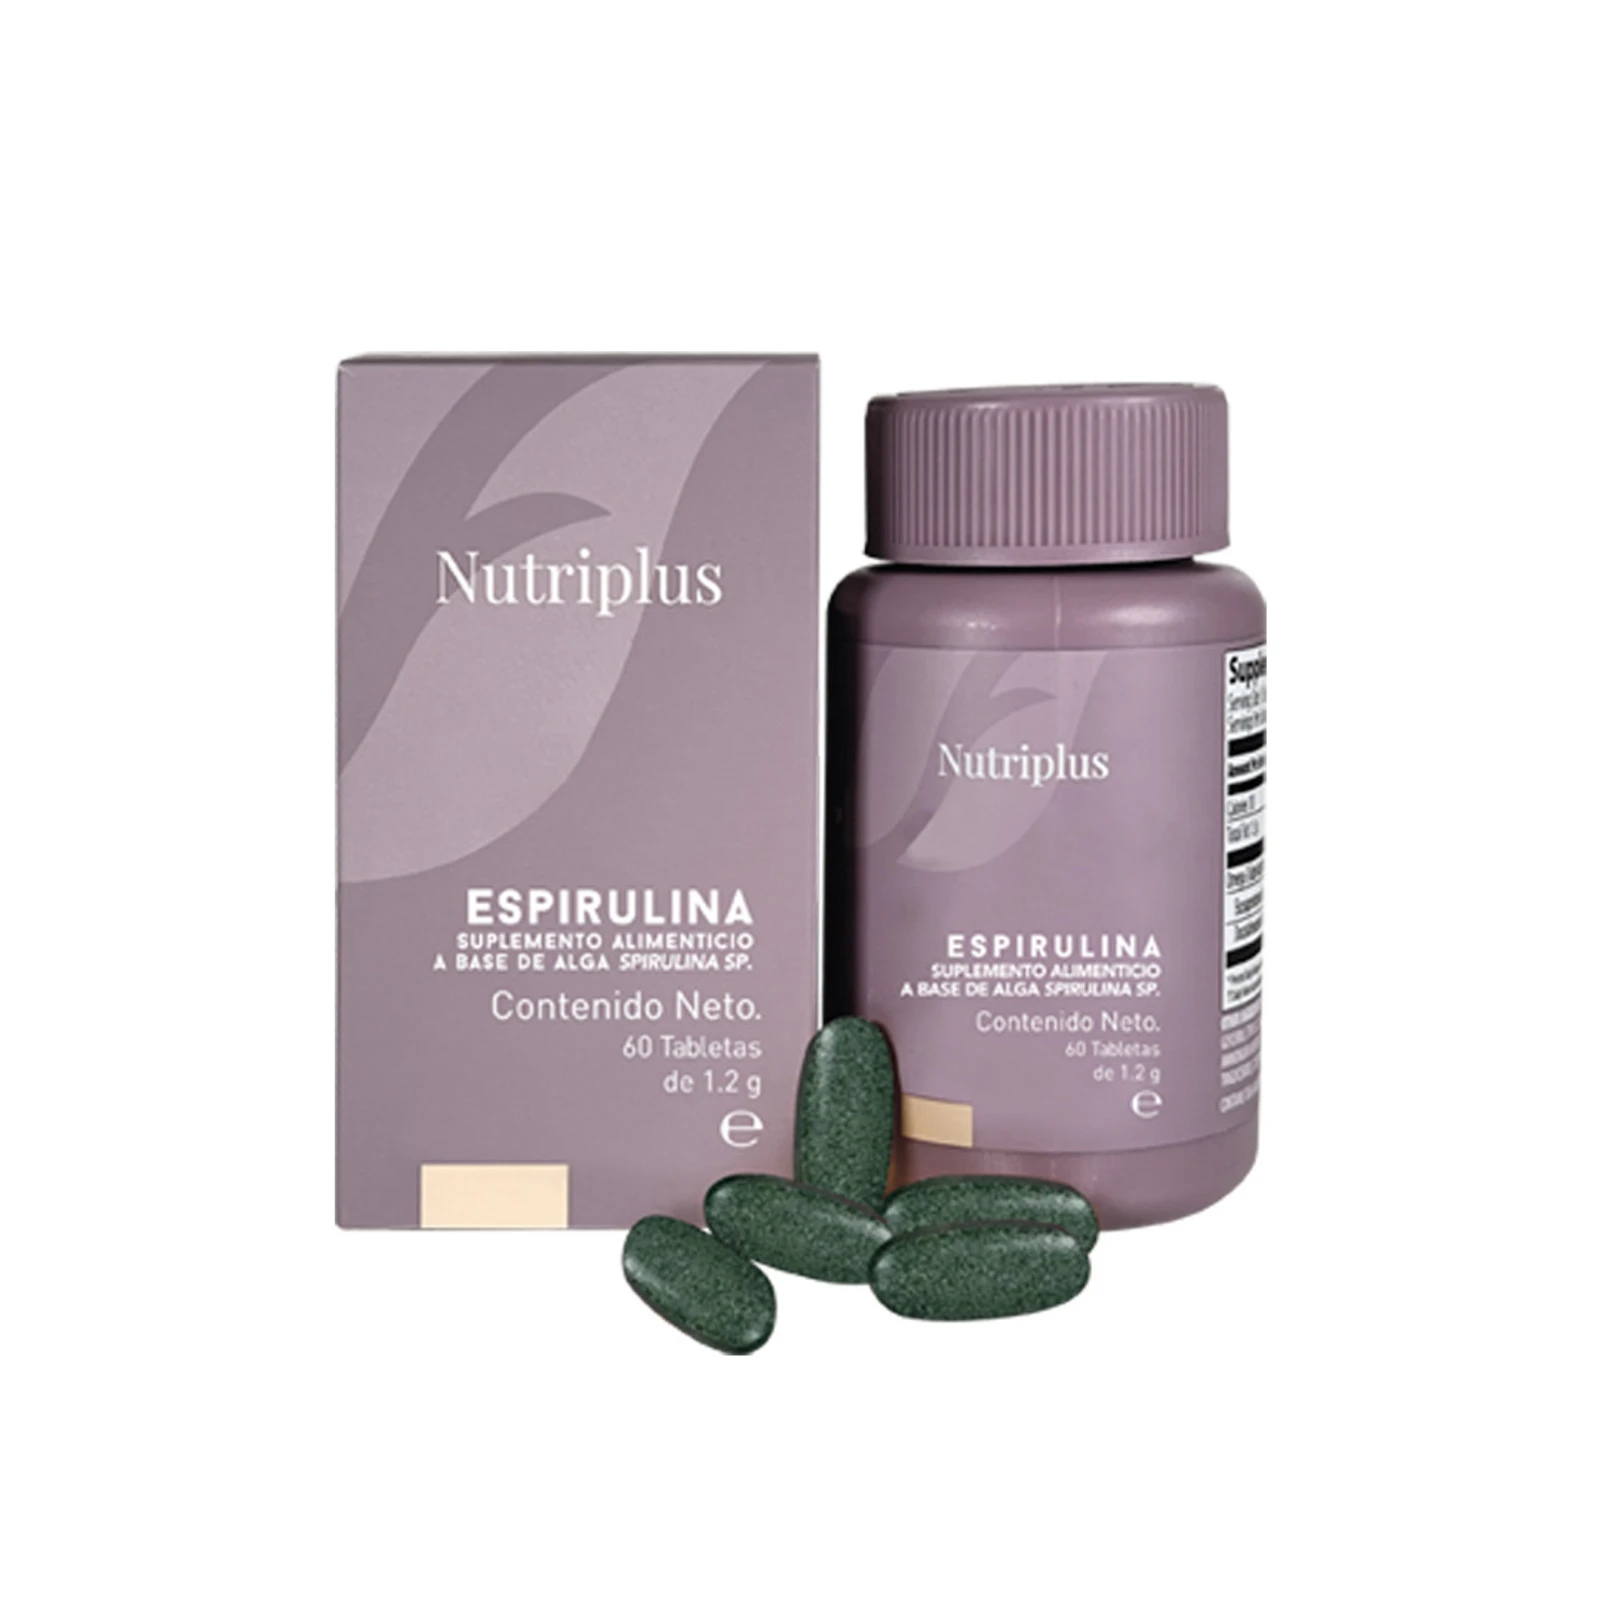 Nutriplus
ESPIRULINA
SUPLEMENTO ALIMENTICIO
A BASE DE ALGA SPIRULINA SP.
Contenido Neto.
60 Tabletas
de 1.2 g
℮
Nutriplus
ESPIRULINA
SUPLEMENTO ALIMENTICIO
A BASE DE ALGA SPIRULINA SP.
Contenido Neto.
60 Tabletas
de 1.2 g
℮